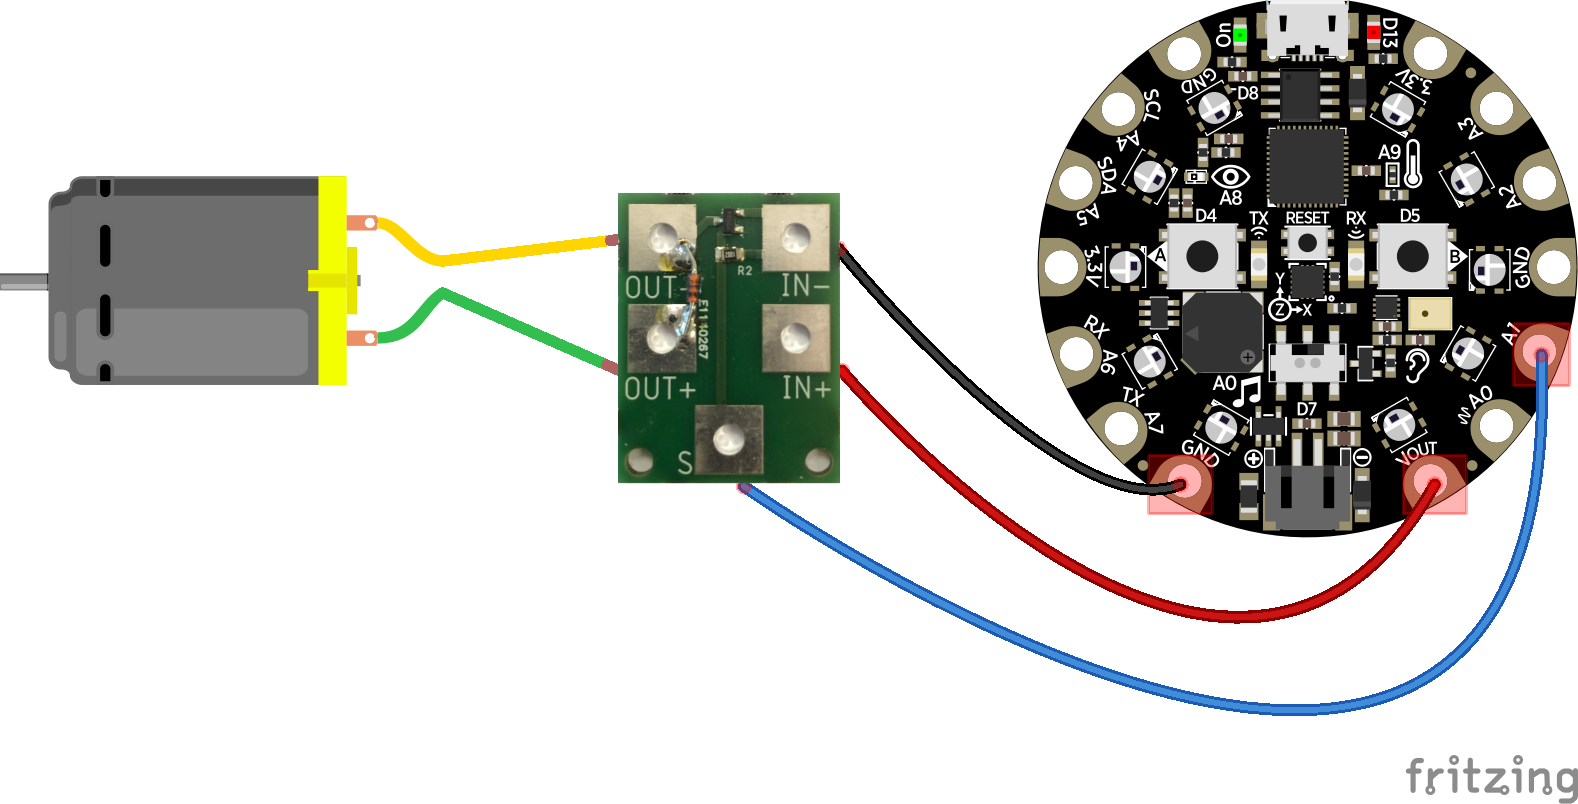 On
D13
GND
D8
3.3V
SCL
A4
A3
SDA
A5
A8
A9
A2
D4
TX
RESET
RX
D5
A
B
3.3V
GND
Y
Z
X
RX
A6
A1
TX
A7
A0
D7
A0
GND
VOUT
OUT-
R2
IN-
E1110267
OUT+
IN+
S
fritzing